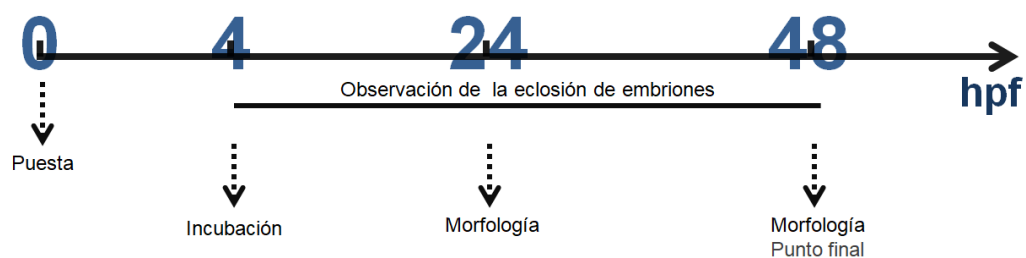 0 4 24 48
hpf
Observación de la eclosión de embriones
Puesta
Incubación
Morfología
Morfología
Punto final